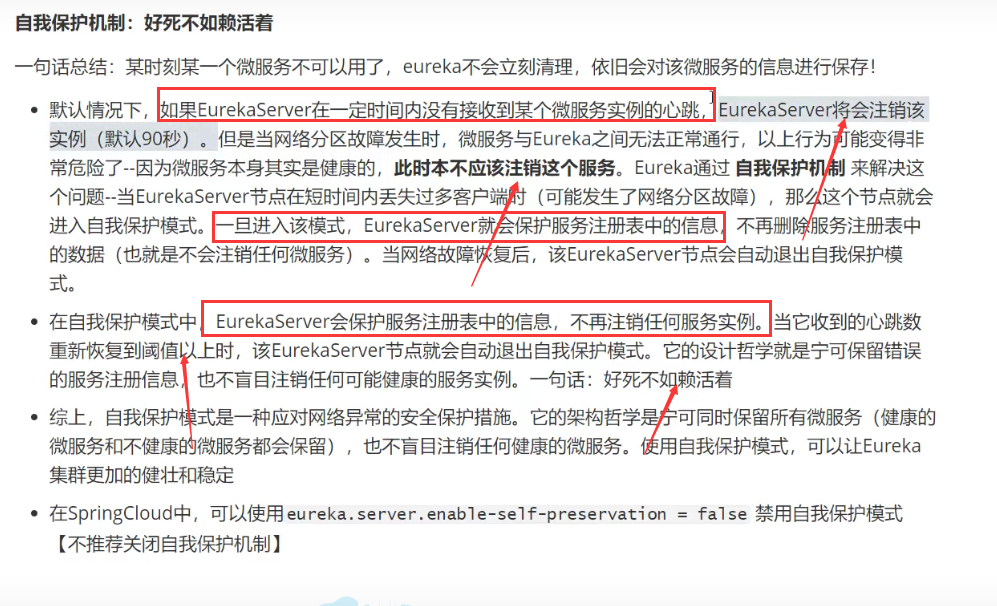 自我保护机制：好死不如赖活着
一句话总结：某时刻某一个微服务不可以用了，eureka不会立刻清理，依旧会对该微服务的信息进行保存！
• 默认情况下，如果EurekaServer在一定时间内没有接收到某个微服务实例的心跳，EurekaServer将会注销该
实例（默认90秒）。但是当网络分区故障发生时，微服务与Eureka之间无法正常通行，以上行为可能变得非
常危险了--因为微服务本身其实是健康的，此时本不应该注销这个服务。Eureka通过 自我保护机制 来解决这
个问题--当EurekaServer节点在短时间内丢失过多客户端时（可能发生了网络分区故障），那么这个节点就会
进入自我保护模式。一旦进入该模式，EurekaServer就会保护服务注册表中的信息，不再删除服务注册表中
的数据（也就是不会注销任何微服务）。当网络故障恢复后，该EurekaServer节点会自动退出自我保护模
式。
• 在自我保护模式中，EurekaServer会保护服务注册表中的信息，不再注销任何服务实例。当它收到的心跳数
重新恢复到阈值以上时，该EurekaServer节点就会自动退出自我保护模式。它的设计哲学就是宁可保留错误
的服务注册信息，也不盲目注销任何可能健康的服务实例。一句话：好死不如赖活着
• 综上，自我保护模式是一种应对网络异常的安全保护措施。它的架构哲学是宁可同时保留所有微服务（健康的
微服务和不健康的微服务都会保留），也不盲目注销任何健康的微服务。使用自我保护模式，可以让Eureka
集群更加的健壮和稳定
• 在SpringCloud中，可以使用eureka.server.enable-self-preservation = false 禁用自我保护模式
【不推荐关闭自我保护机制】